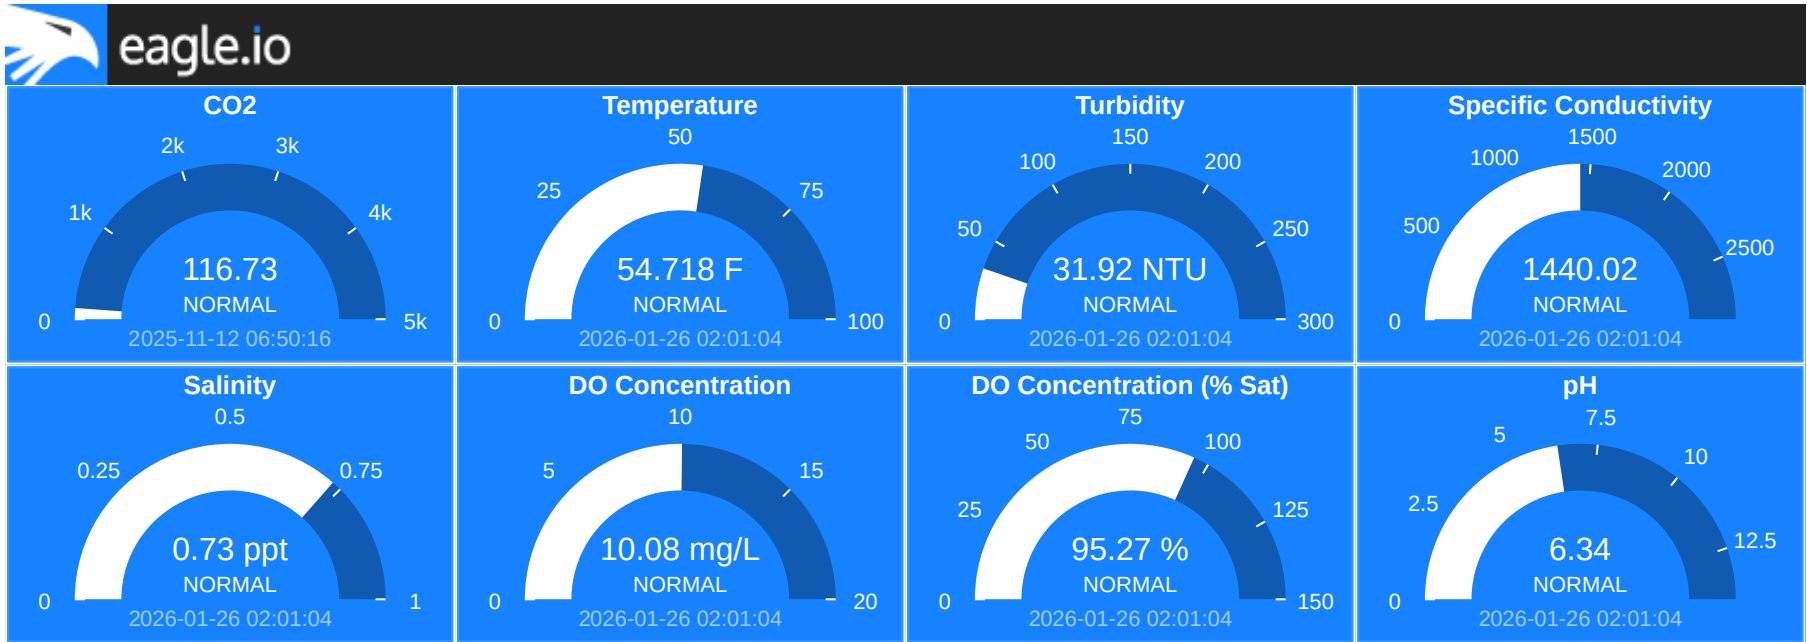 eagle.io
CO2
0
1k
2k
3k
4k
5k
116.73
NORMAL
2025-11-12 06:50:16
Temperature
0
25
50
75
100
54.718 F
NORMAL
2026-01-26 02:01:04
Turbidity
0
50
100
150
200
250
300
31.92 NTU
NORMAL
2026-01-26 02:01:04
Specific Conductivity
0
500
1000
1500
2000
2500
1440.02
NORMAL
2026-01-26 02:01:04
Salinity
0
0.25
0.5
0.75
1
0.73 ppt
NORMAL
2026-01-26 02:01:04
DO Concentration
0
5
10
15
20
10.08 mg/L
NORMAL
2026-01-26 02:01:04
DO Concentration (% Sat)
0
25
50
75
100
125
150
95.27 %
NORMAL
2026-01-26 02:01:04
pH
0
2.5
5
7.5
10
12.5
6.34
NORMAL
2026-01-26 02:01:04